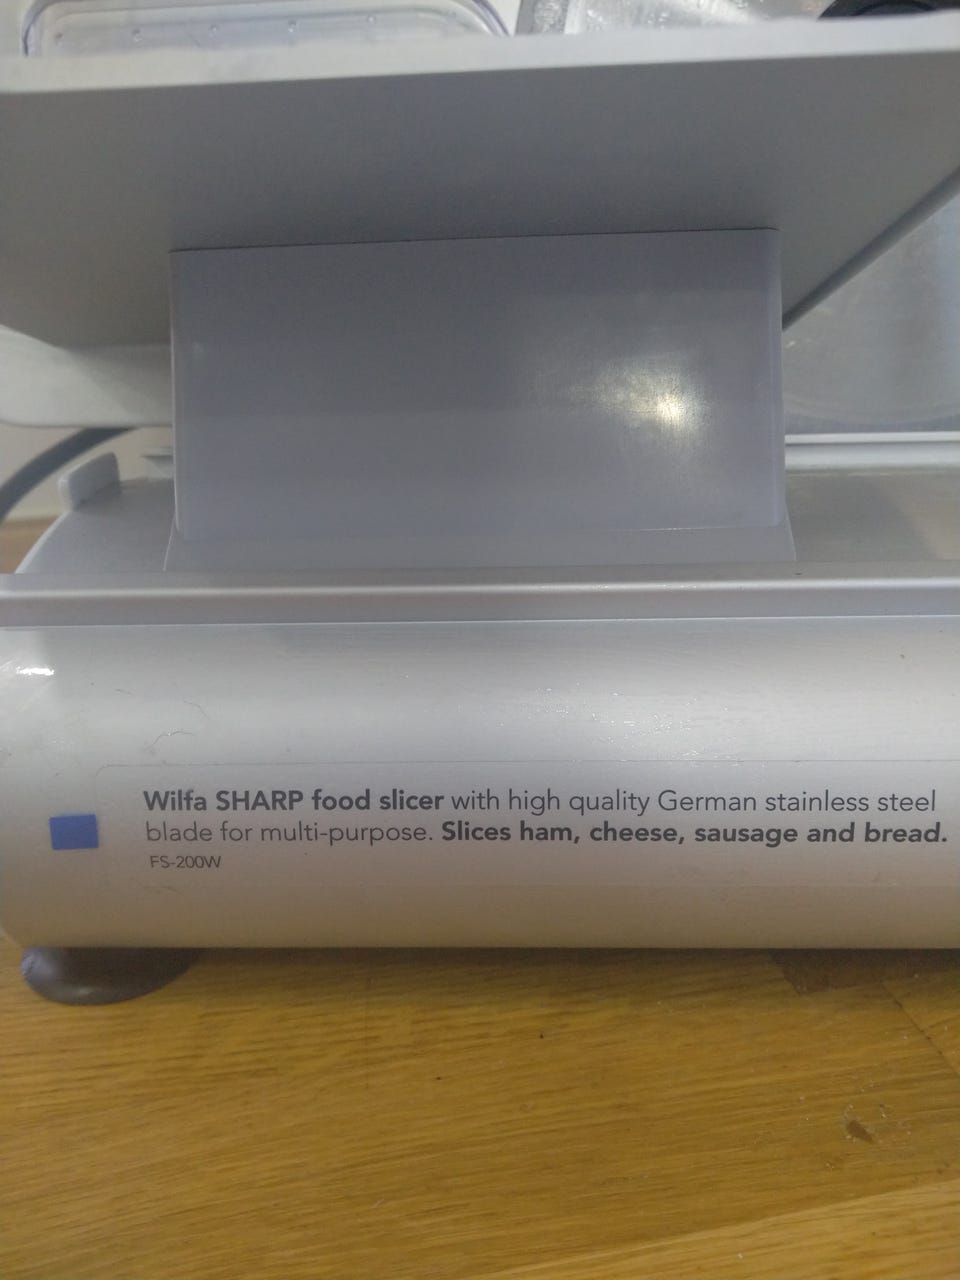 Wilfa SHARP food slicer with high quality German stainless steel
blade for multi-purpose. Slices ham, cheese, sausage and bread.
FS-200W